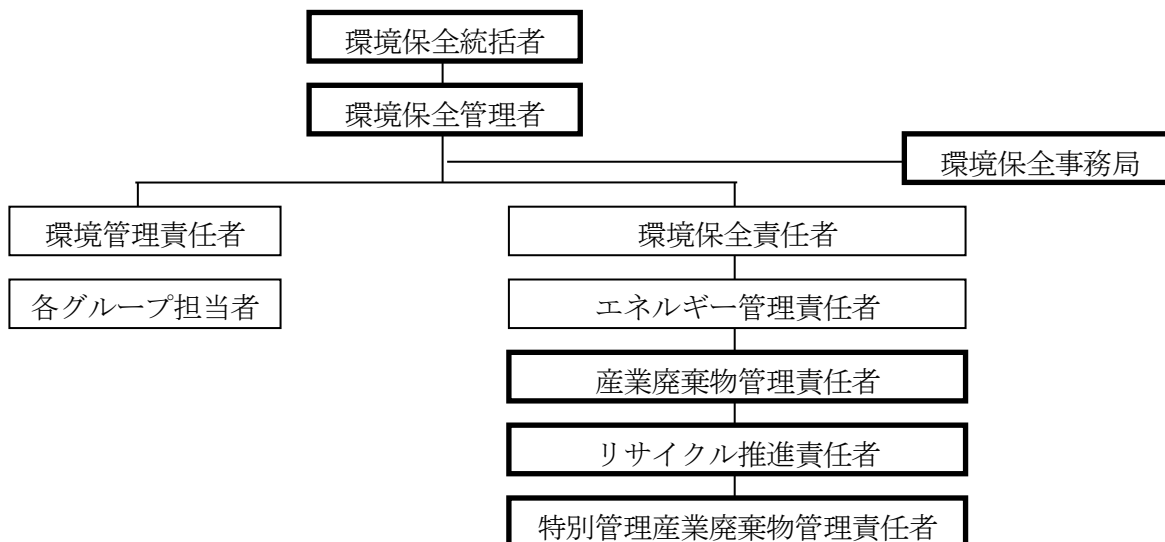 環境保全統括者
環境保全管理者
環境保全事務局
環境管理責任者
環境保全責任者
各グループ担当者
エネルギー管理責任者
産業廃棄物管理責任者
リサイクル推進責任者
特別管理産業廃棄物管理責任者